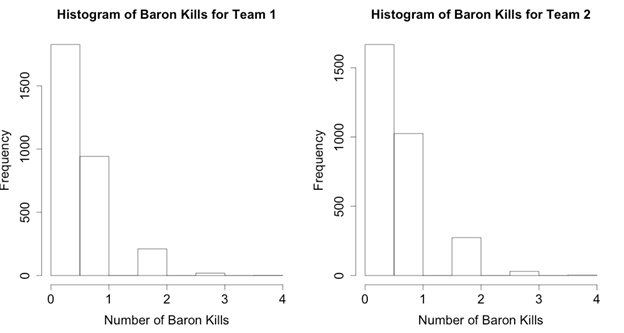 Histogram of Baron Kills for Team 1
Frequency
1500
1000
500
0
0 1 2 3 4
Number of Baron Kills
Histogram of Baron Kills for Team 2
Frequency
1500
1000
500
0
0 1 2 3 4
Number of Baron Kills